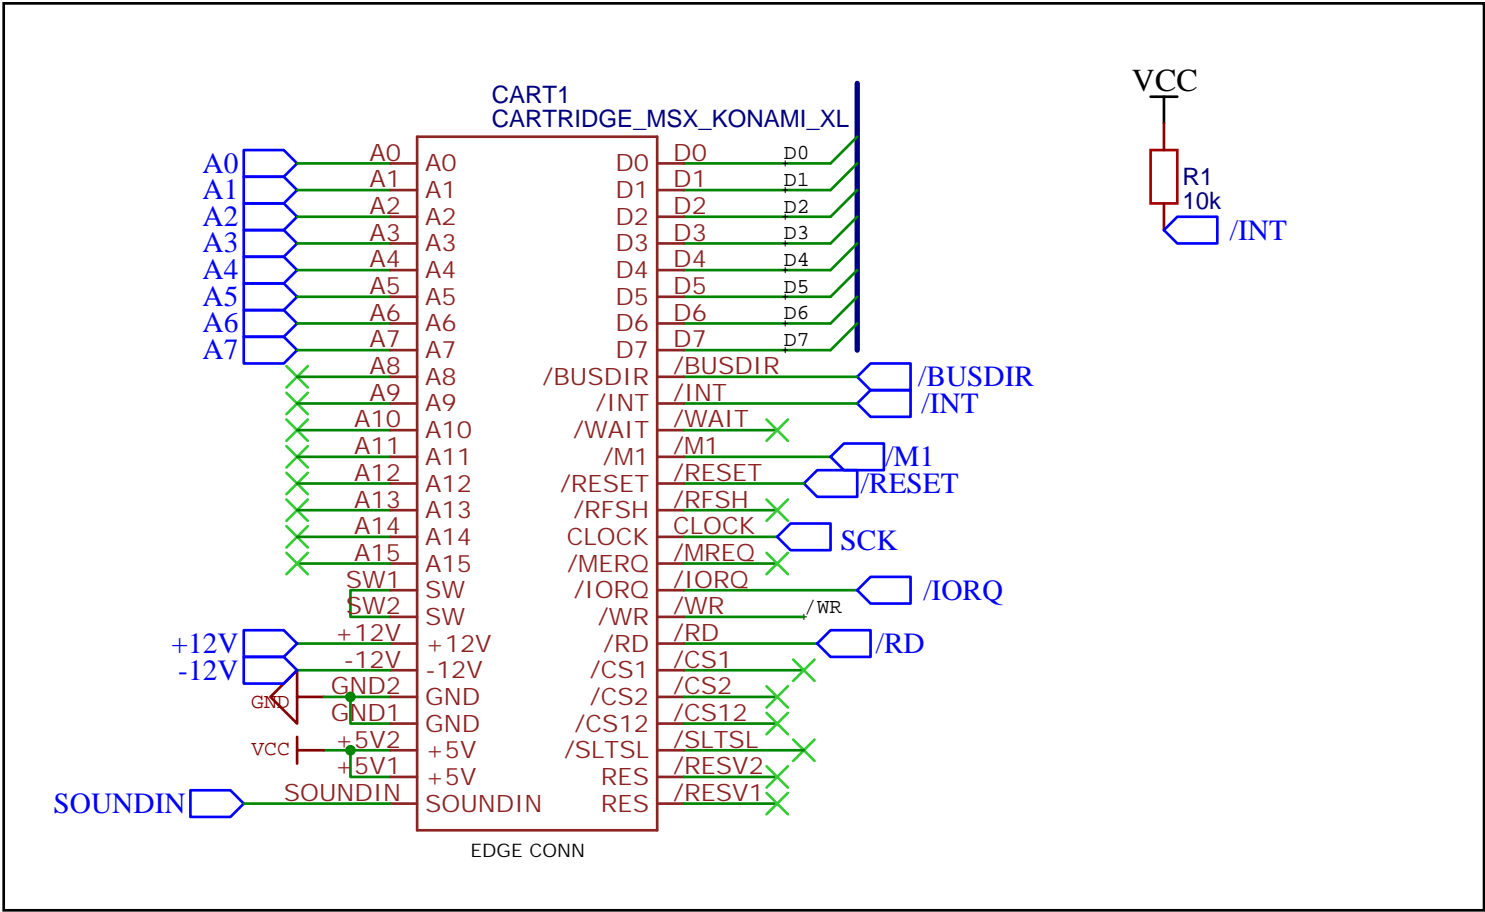 VCC
CART1
CARTRIDGE_MSX_KONAMI_XL
R1
10k
/INT
A0 A0 A0 D0 D0 D0
A1 A1 A1 D1 D1 D1
A2 A2 A2 D2 D2 D2
A3 A3 A3 D3 D3 D3
A4 A4 A4 D4 D4 D4
A5 A5 A5 D5 D5 D5
A6 A6 A6 D6 D6 D6
A7 A7 A7 D7 D7 D7
A8 A8 /BUSDIR /BUSDIR /BUSDIR
A9 A9 /INT /INT /INT
A10 A10 /WAIT /WAIT
A11 A11 /M1 /M1 /M1
A12 A12 /RESET /RESET /RESET
A13 A13 /RFSH /RFSH
A14 A14 CLOCK CLOCK SCK
A15 A15 /MERQ /MREQ
SW1 SW /IORQ /IORQ /IORQ
SW2 SW /WR /WR /WR
+12V +12V +12V /RD /RD /RD
-12V -12V -12V /CS1 /CS1
GND GND2 GND /CS2 /CS2
GND1 GND /CS12 /CS12
VCC +5V2 +5V /SLTSL /SLTSL
+5V1 +5V RES /RESV2
SOUNDIN SOUNDIN SOUNDIN RES /RESV1
EDGE CONN